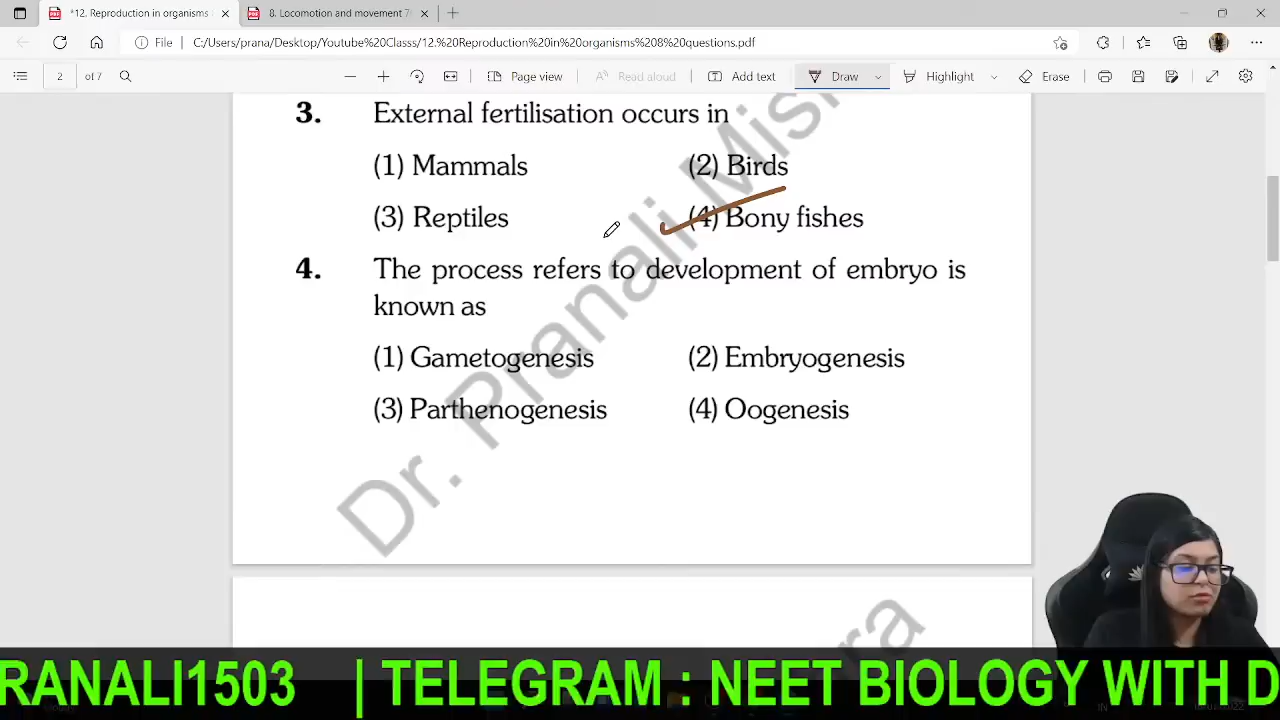 *12. Reproduction in organisms
8. Locomotion and movement
File C:/Users/prana/Desktop/Youtube%20Classs/12.%20Reproduction%20in%20organisms%208%20questions.pdf
2 of 7 Page view Read aloud Add text Draw Highlight Erase
3. External fertilisation occurs in
(1) Mammals (2) Birds
(3) Reptiles (4) Bony fishes
4. The process refers to development of embryo is
known as
(1) Gametogenesis (2) Embryogenesis
(3) Parthenogenesis (4) Oogenesis
Dr. Pranali Mis
ra
RANALI1503 | TELEGRAM : NEET BIOLOGY WITH D